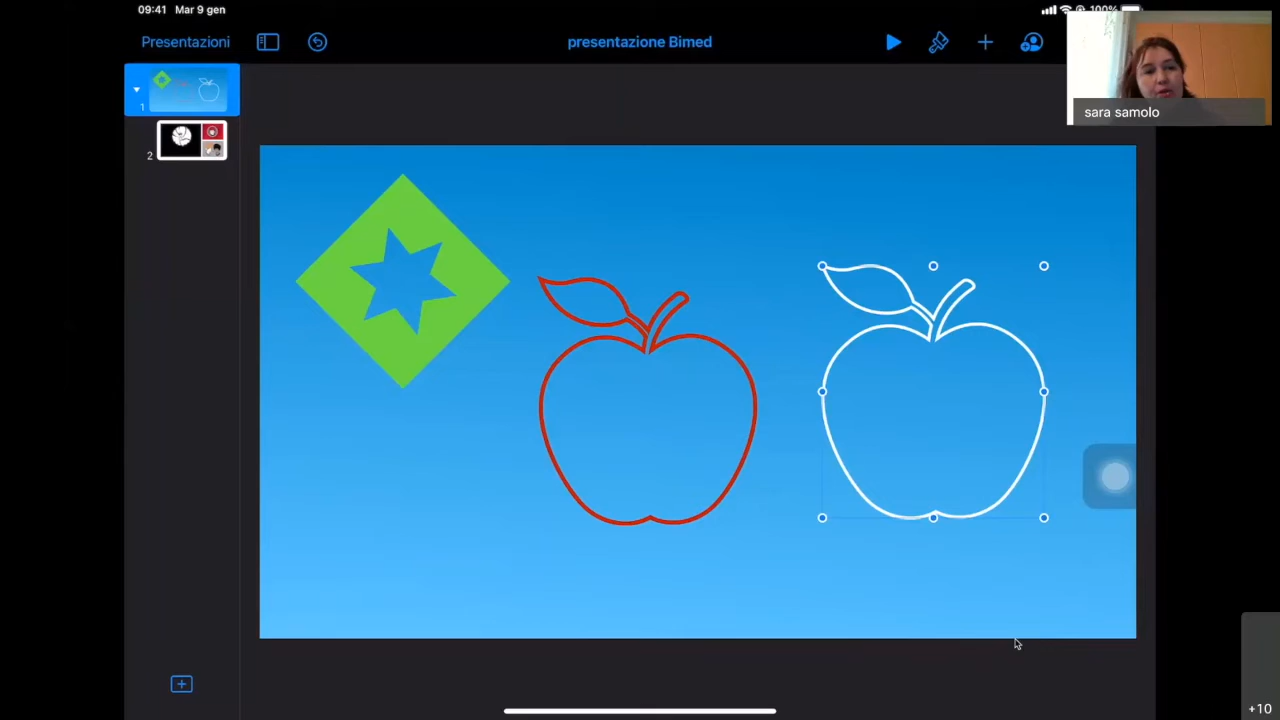 09:41 Mar 9 gen
100%
Presentazioni
presentazione Bimed
sara samolo
1
2
+10